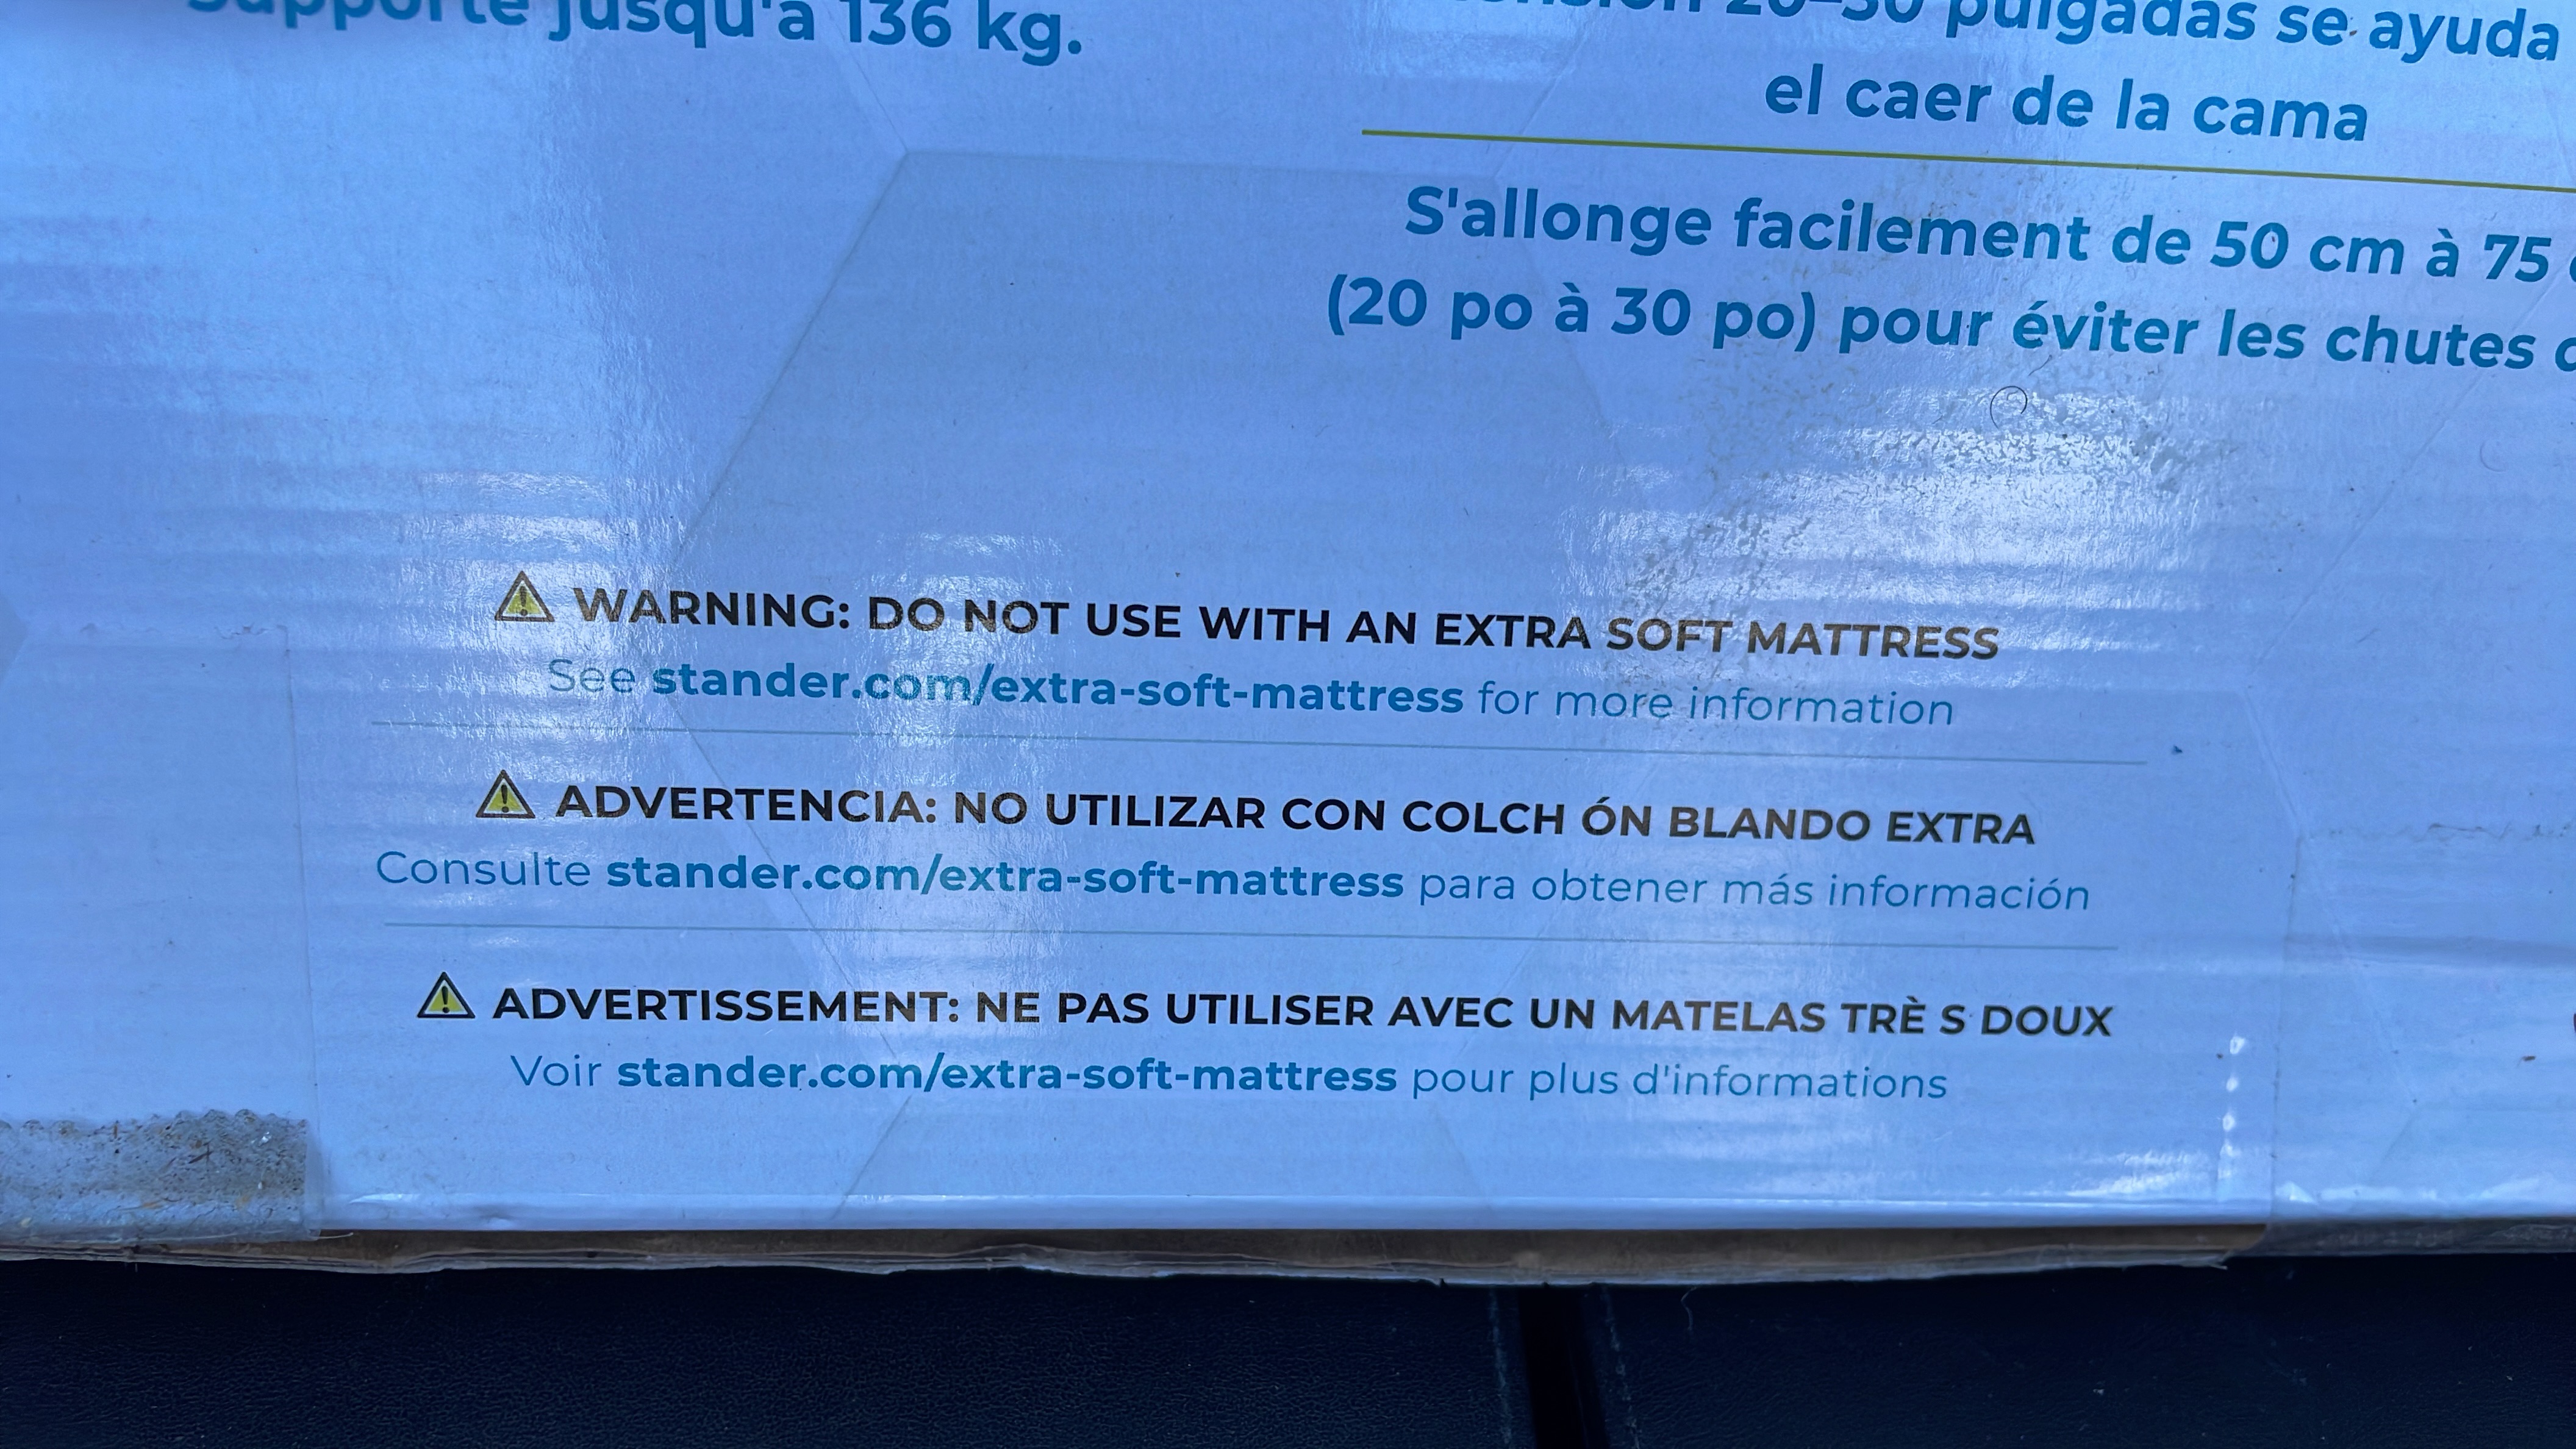 supporte jusqu'à 136 kg.
20–30 pulgadas se ayuda
el caer de la cama
S'allonge facilement de 50 cm à 75
(20 po à 30 po) pour éviter les chutes
WARNING: DO NOT USE WITH AN EXTRA SOFT MATTRESS
See stander.com/extra-soft-mattress for more information
ADVERTENCIA: NO UTILIZAR CON COLCH ÓN BLANDO EXTRA
Consulte stander.com/extra-soft-mattress para obtener más información
ADVERTISSEMENT: NE PAS UTILISER AVEC UN MATELAS TRÈ S DOUX
Voir stander.com/extra-soft-mattress pour plus d'informations